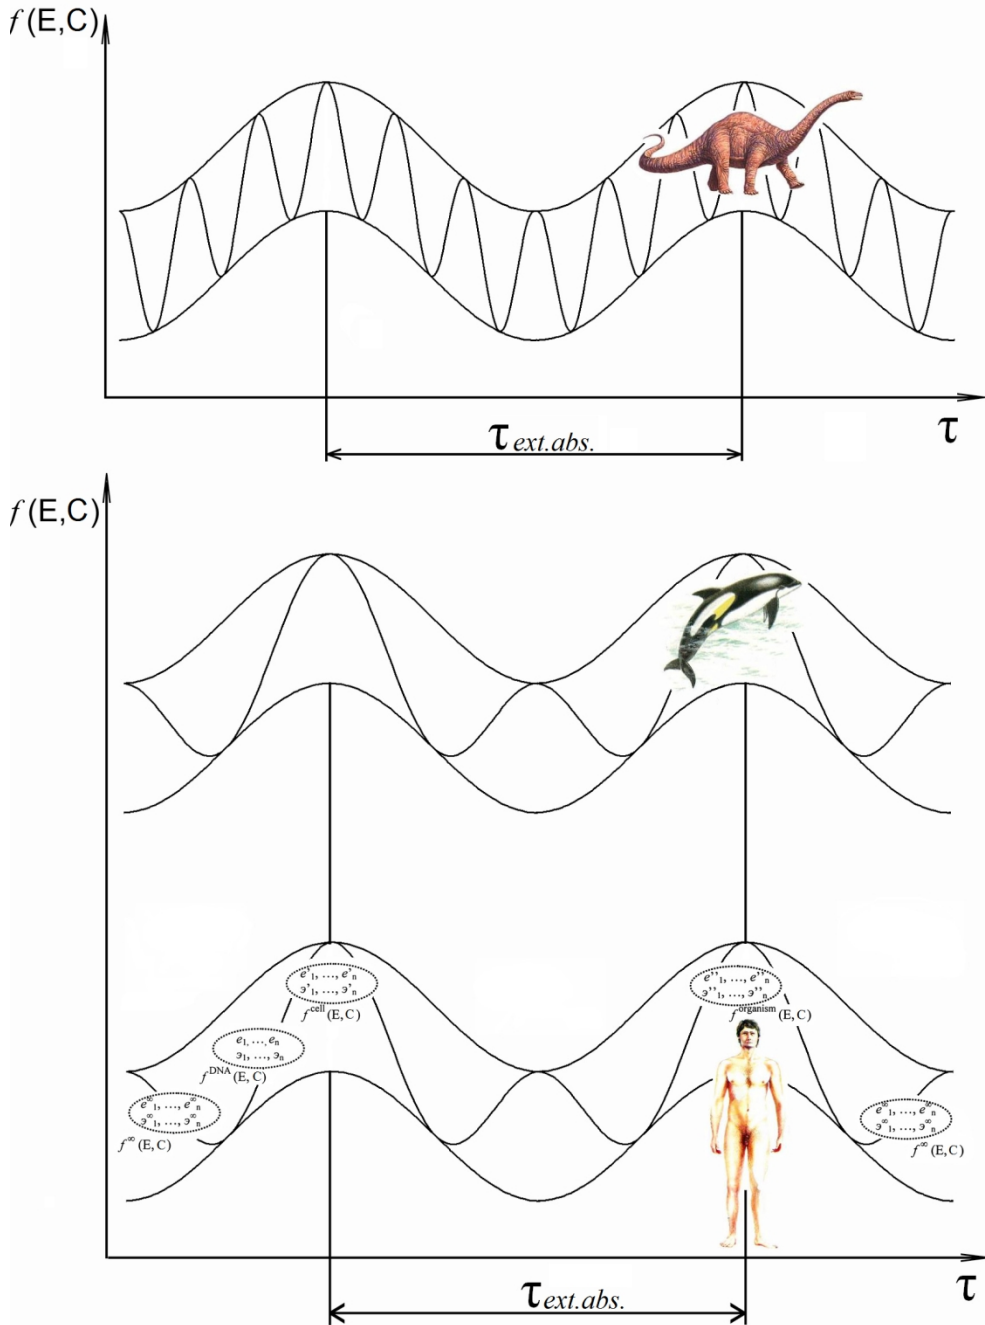 f (E,C)
τ
τext.abs.
f (E,C)
e'1, ..., e'n
э'1, ..., э'n
fcell(E, C)
e''1, ..., e''n
э''1, ..., э''n
forganism(E, C)
e1, ..., en
э1, ..., эn
fDNA(E, C)
e∞1, ..., e∞n
э∞1, ..., э∞n
f∞(E, C)
e∞1, ..., e∞n
э∞1, ..., э∞n
f∞(E, C)
τ
τext.abs.